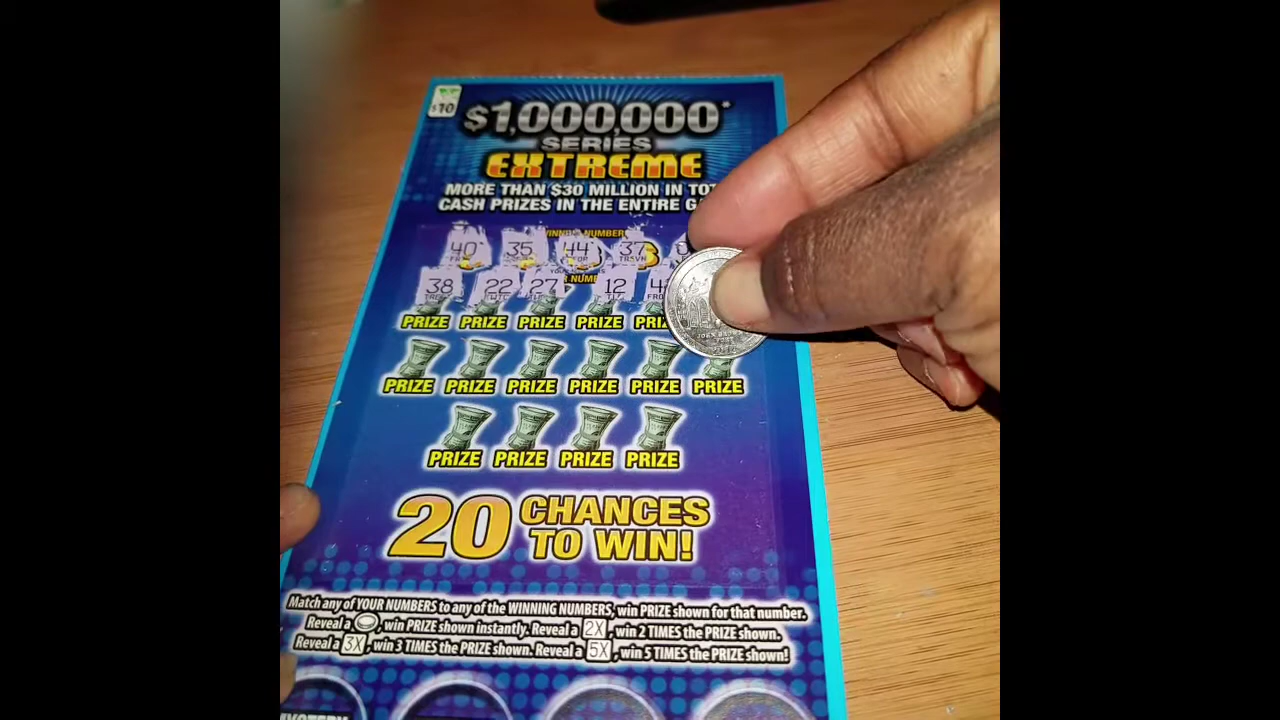 $10
$1,000,000*
SERIES
EXTREME
MORE THAN $30 MILLION IN
CASH PRIZES IN THE ENTIRE
40 35 44 37
38 22 27 12
PRIZE PRIZE PRIZE PRIZE
PRIZE PRIZE PRIZE PRIZE PRIZE PRIZE
PRIZE PRIZE PRIZE PRIZE
20 CHANCES
TO WIN!
Match any of YOUR NUMBERS to any of the WINNING NUMBERS, win PRIZE shown for that number.
Reveal a win PRIZE shown instantly. Reveal a 2X, win 2 TIMES the PRIZE shown.
Reveal a 3X, win 3 TIMES the PRIZE shown. Reveal a 5X, win 5 TIMES the PRIZE shown!
MYSTERY